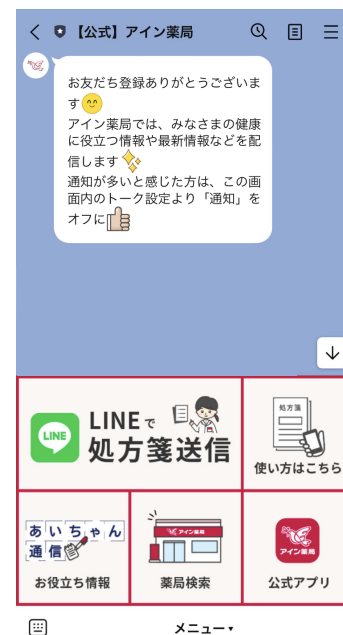 【公式】アイン薬局
お友だち登録ありがとうございま
す
アイン薬局では、みなさまの健康
に役立つ情報や最新情報などを配
信します
通知が多いと感じた方は、この画
面内のトーク設定より「通知」を
オフに
LINEで
LINE
処方箋送信
処方箋
使い方はこちら
あいちゃん
通信
お役立ち情報
アイン薬局
薬局検索
アイン薬局
公式アプリ
メニュー▾